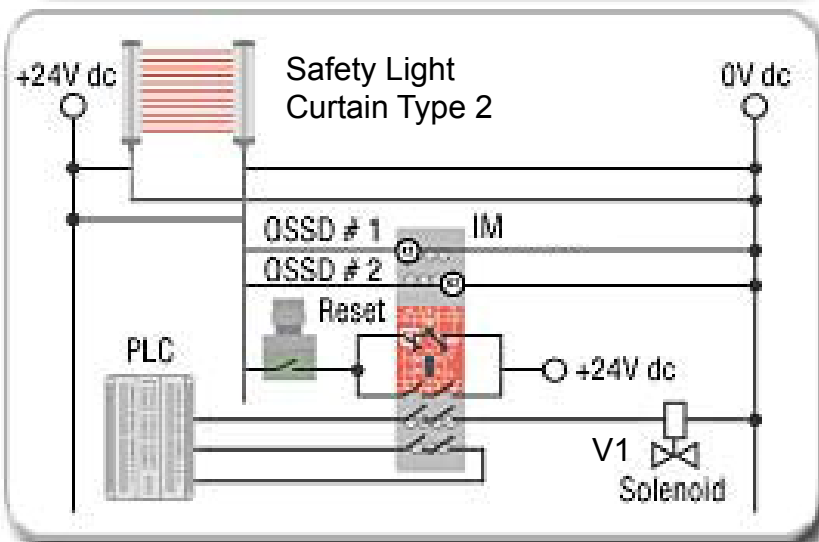 +24V dc
Safety Light
Curtain Type 2
0V dc
OSSD # 1
IM
OSSD # 2
Reset
PLC
+24V dc
V1
Solenoid